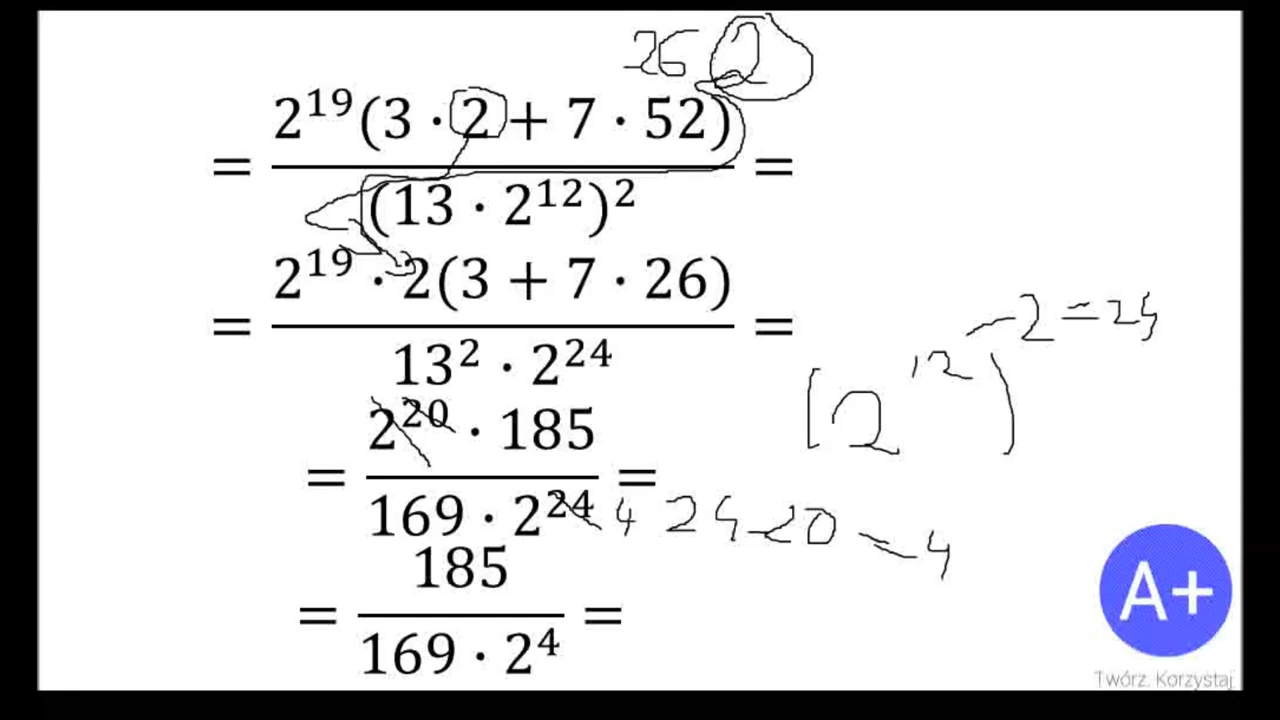 26 2
= 2^19(3 · 2 + 7 · 52) / (13 · 2^12)^2 =
= 2^19 · 2(3 + 7 · 26) / 13^2 · 2^24 =
(2^12)^2 = 24
= 2^20 · 185 / 169 · 2^24 =
4 24 - 20 = 4
= 185 / 169 · 2^4 =
A+
Twórz. Korzystaj